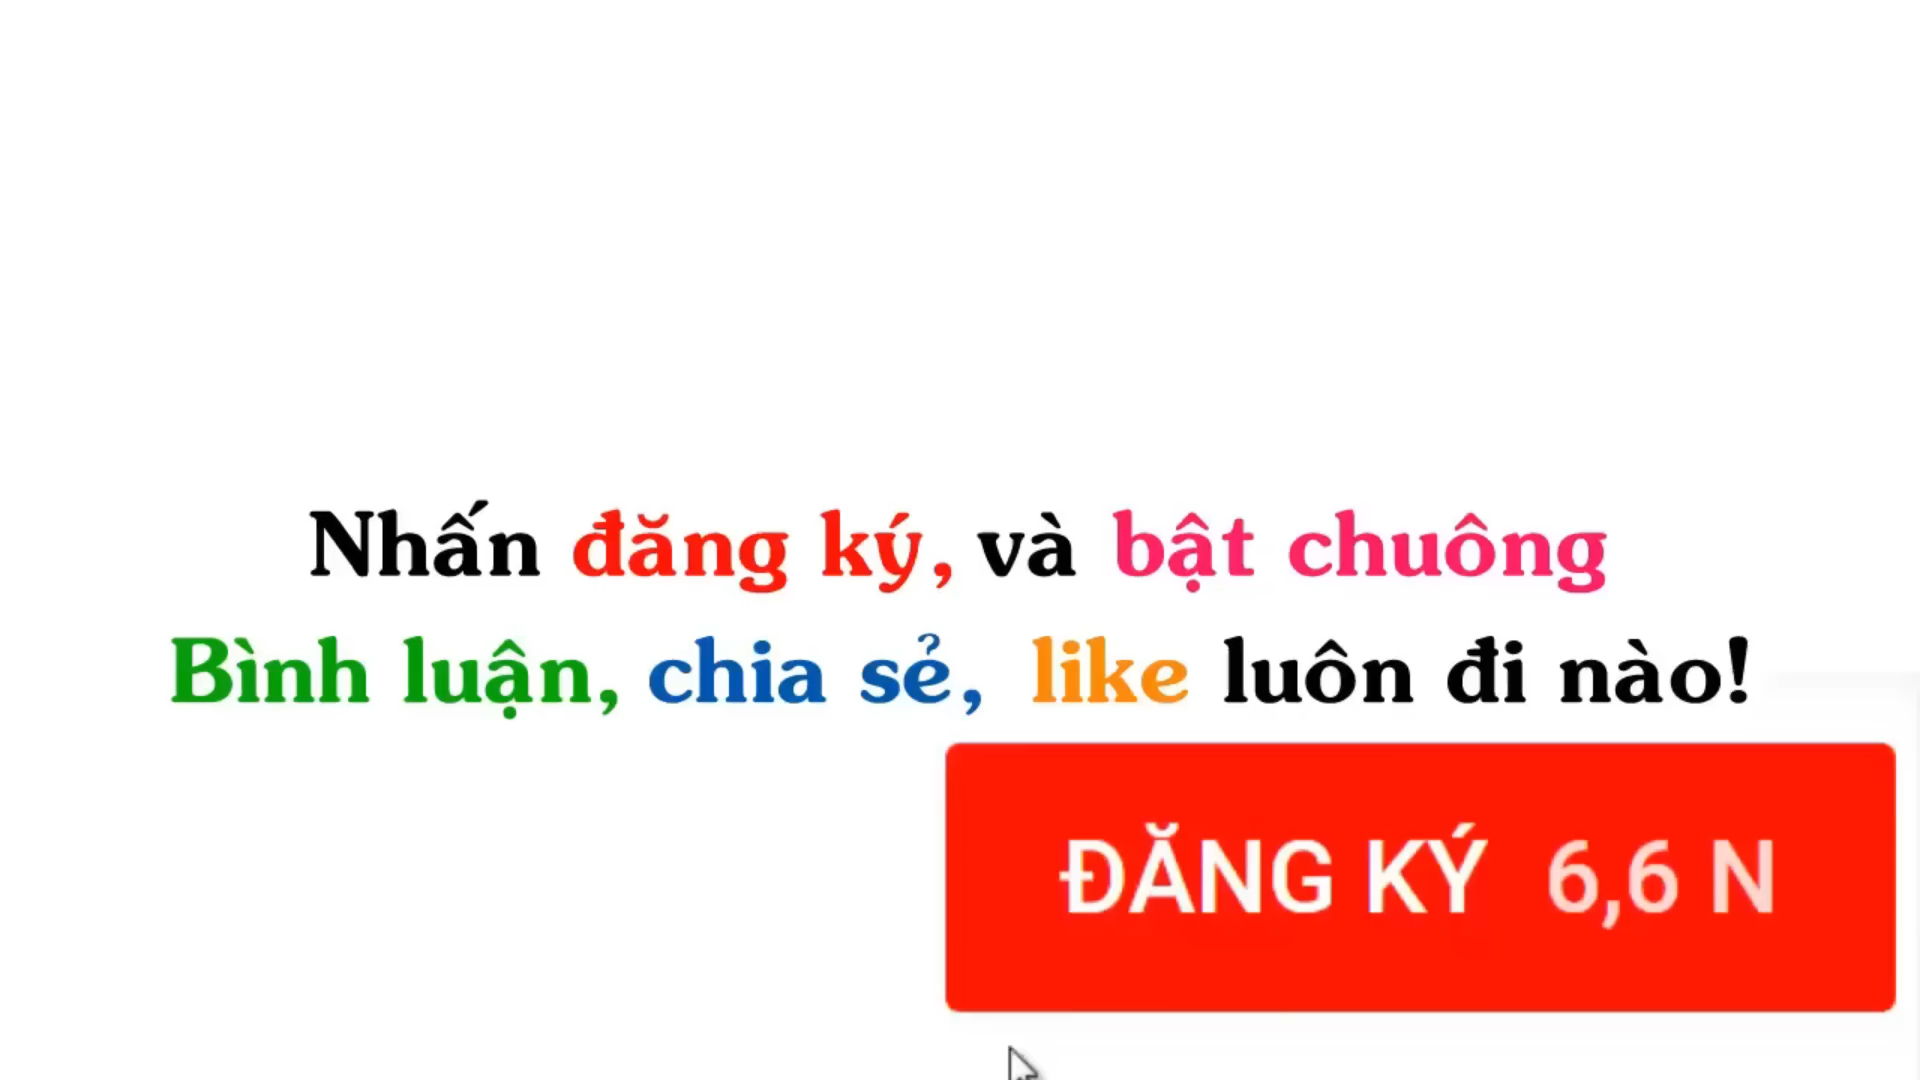 Nhấn đăng ký, và bật chuông
Bình luận, chia sẻ, like luôn đi nào!
ĐĂNG KÝ 6,6 N